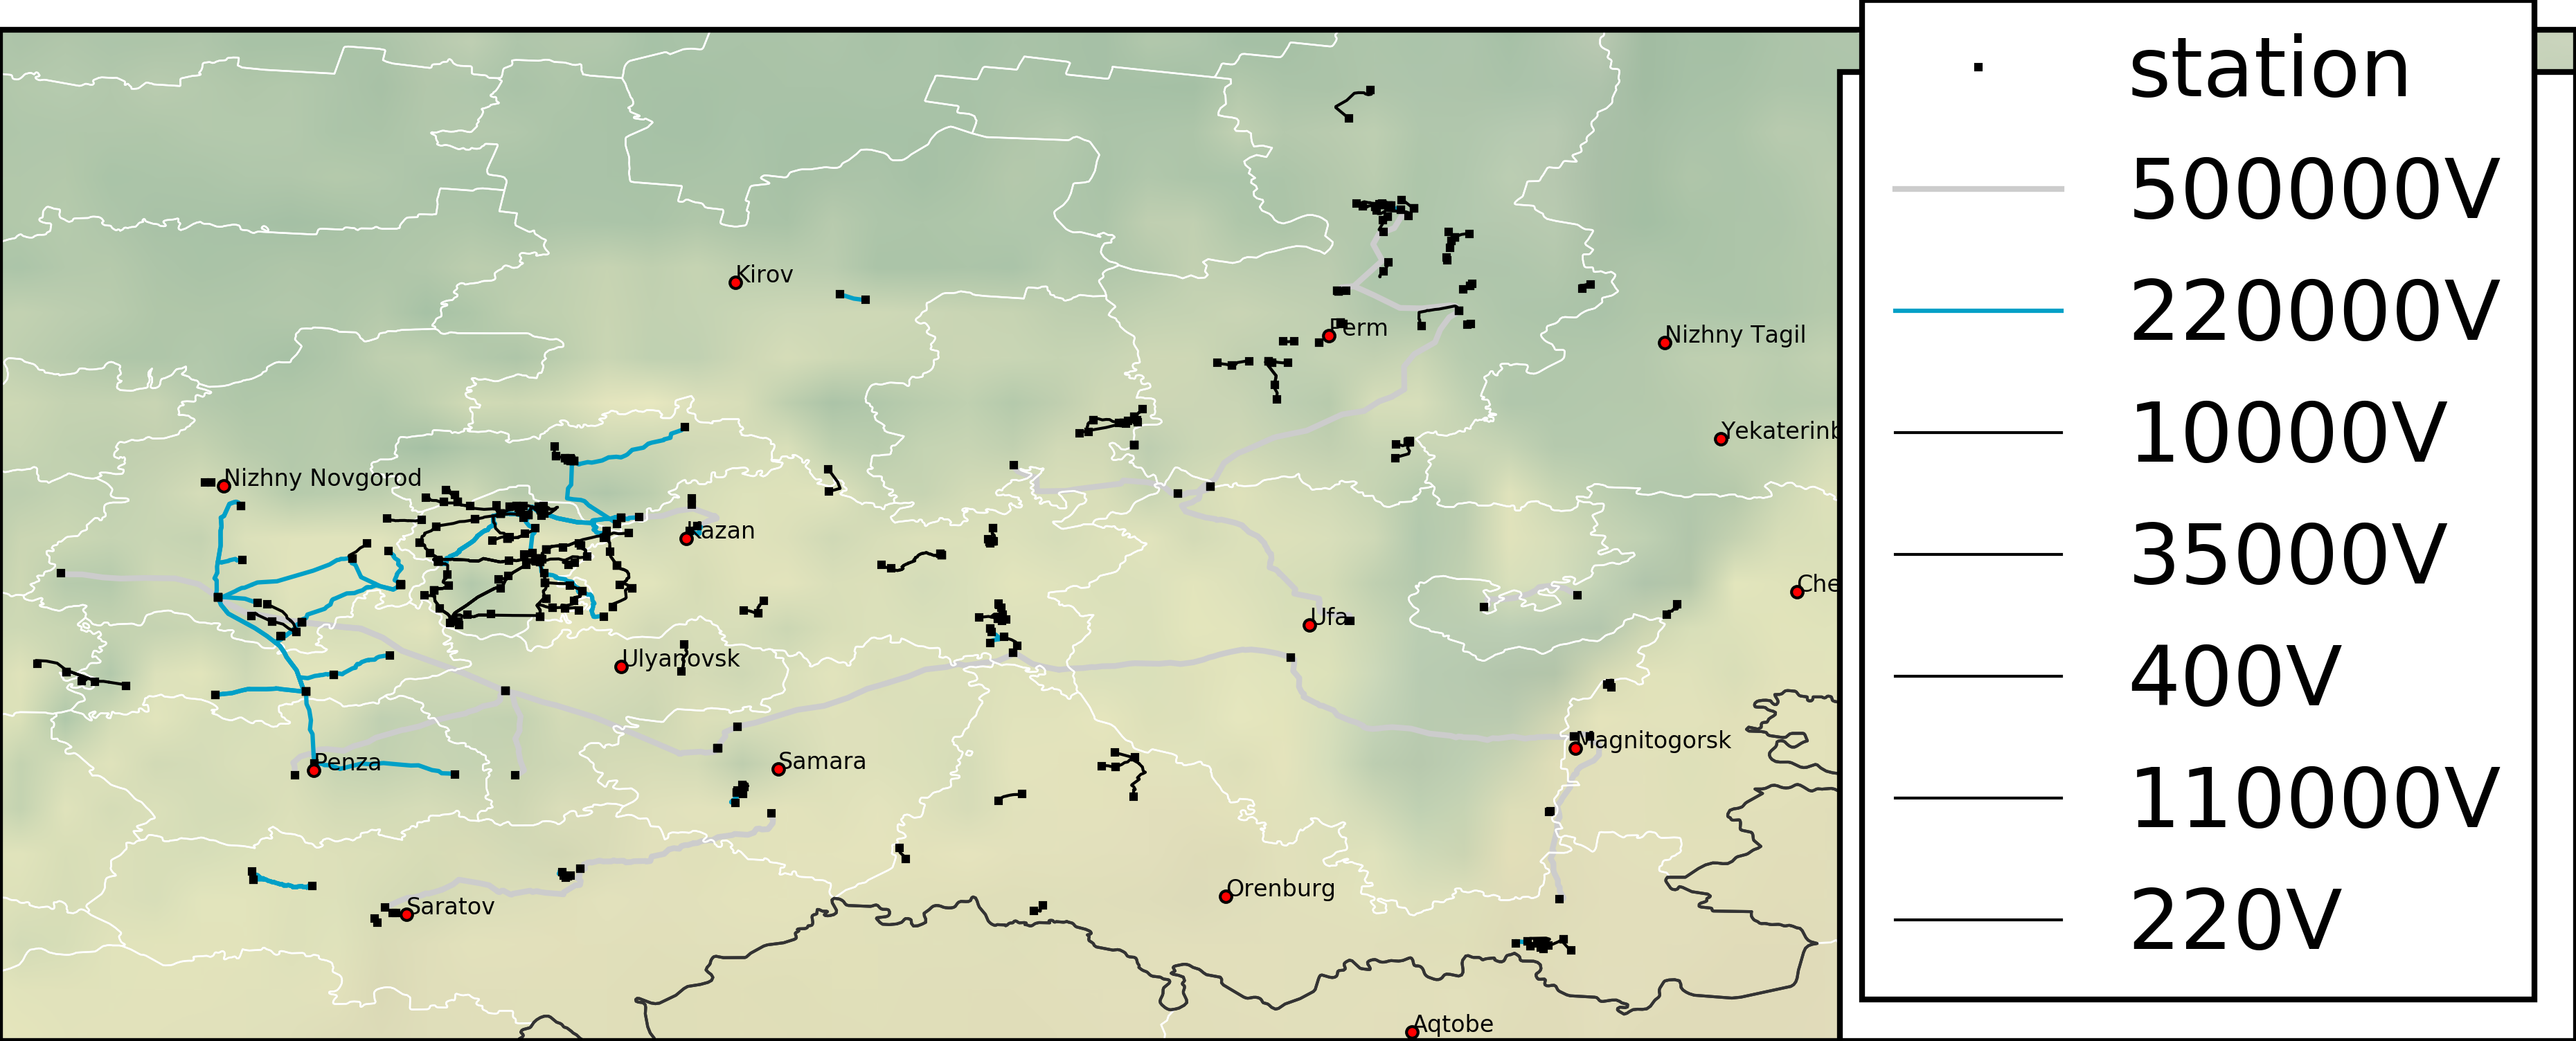 station
500000V
220000V
10000V
35000V
400V
110000V
220V
Kirov
Perm
Nizhny Tagil
Yekaterinb
Nizhny Novgorod
Kazan
Che
Ufa
Ulyanovsk
Magnitogorsk
Penza
Samara
Orenburg
Saratov
Aqtobe